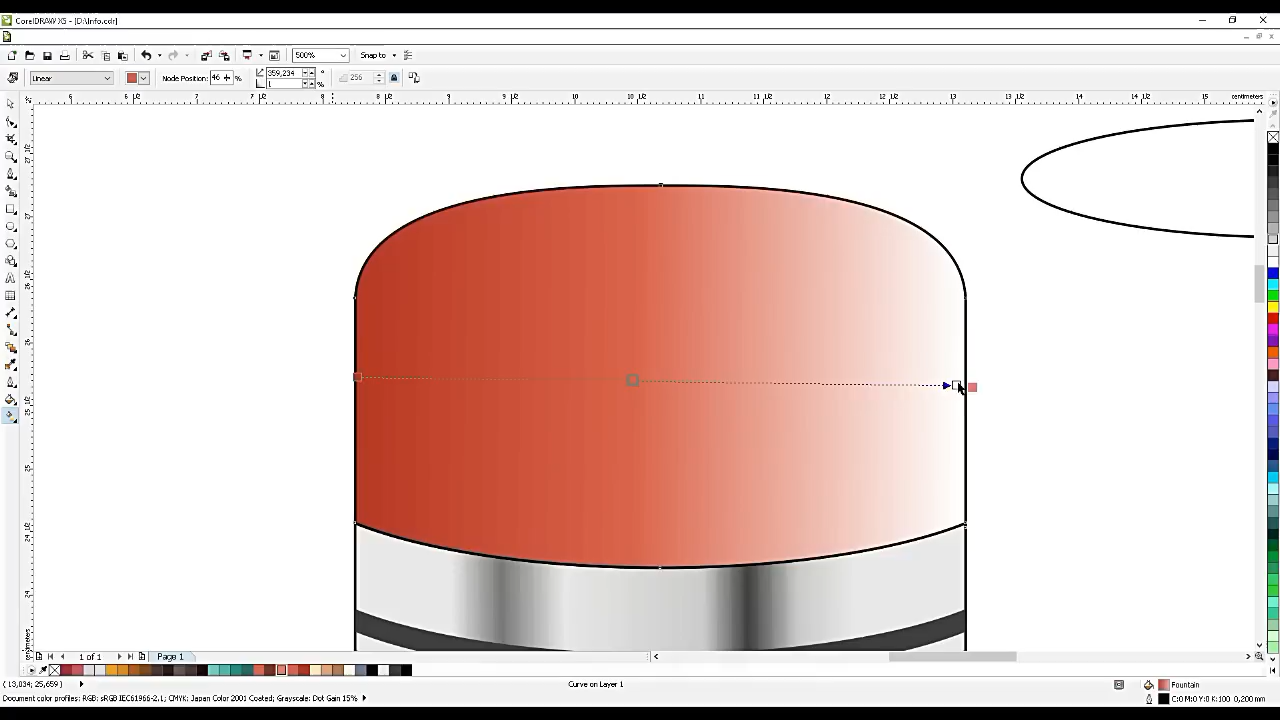 CorelDRAW X5 - [D:\Info.cdr]
500% Snap to
Linear Node Position: 46 % 359,234 ° 256
1 %
centimeters
1 of 1 Page 1
( 13,034; 25,659 ) Curve on Layer 1 Fountain
Document color profiles: RGB: sRGB IEC61966-2.1; CMYK: Japan Color 2001 Coated; Grayscale: Dot Gain 15% C:0 M:0 Y:0 K:100 0,200 mm